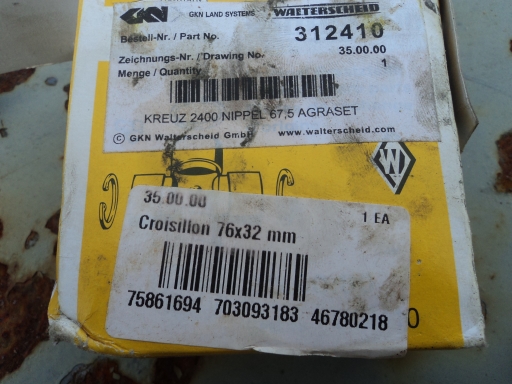 GKN GKN LAND SYSTEMS WALTERSCHEID
Bestell-Nr. / Part No. 312410
Zeichnungs-Nr. / Drawing No. 35.00.00
Menge / Quantity 1
KREUZ 2400 NIPPEL 67,5 AGRASET
© GKN Walterscheid GmbH www.walterscheid.com
W
35.00.00
1 EA
Croisillon 76x32 mm
75861694 703093183 46780218
0